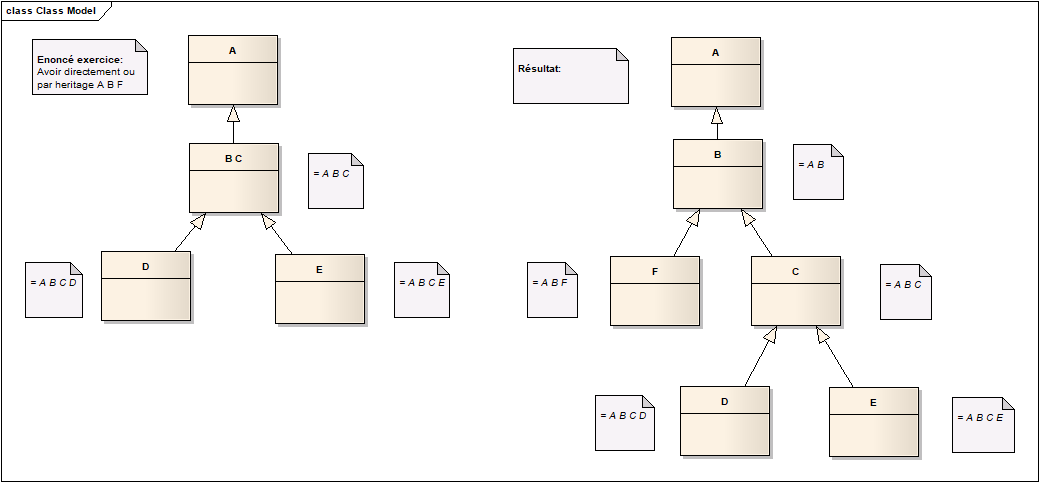 class Class Model
Enoncé exercice:
Avoir directement ou
par heritage A B F
A
B C
= A B C
D
= A B C D
E
= A B C E
Résultat:
A
B
= A B
F
= A B F
C
= A B C
D
= A B C D
E
= A B C E